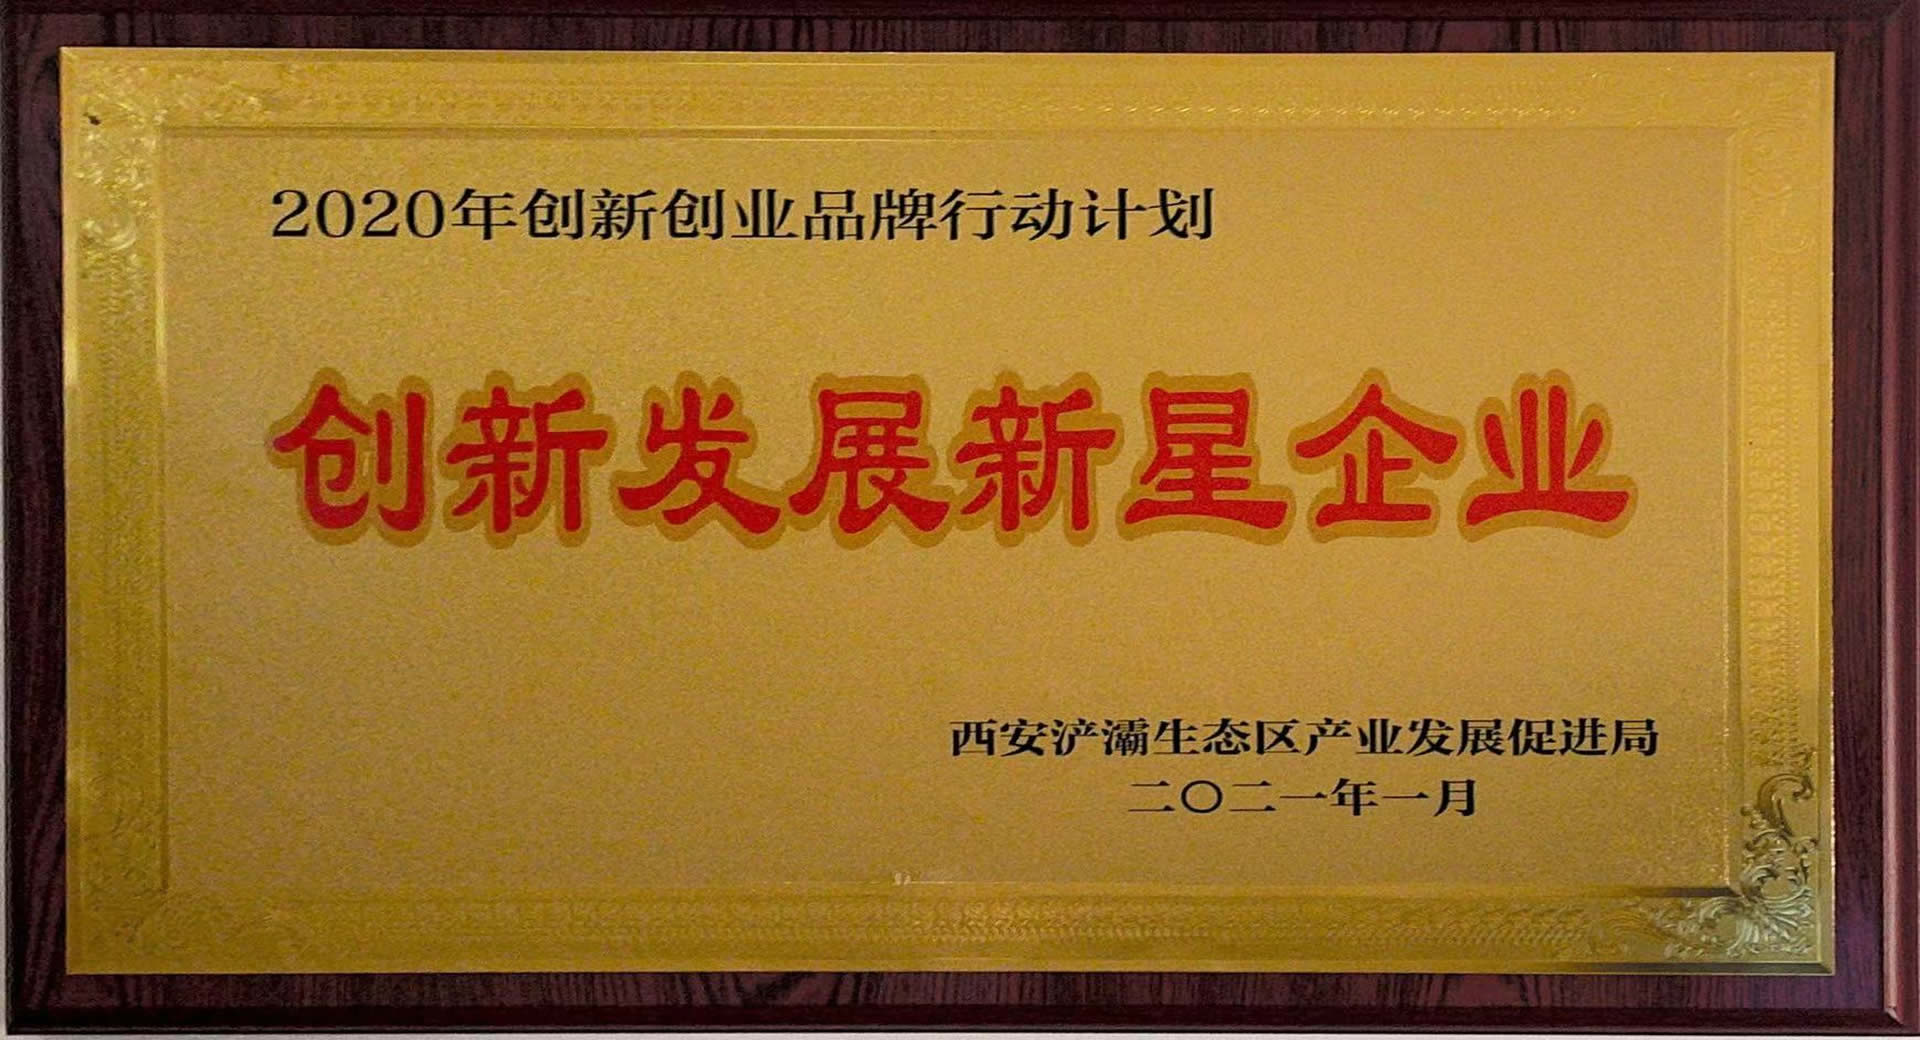 2020年创新创业品牌行动计划
创新发展新星企业
西安浐灞生态区产业发展促进局
二〇二一年一月